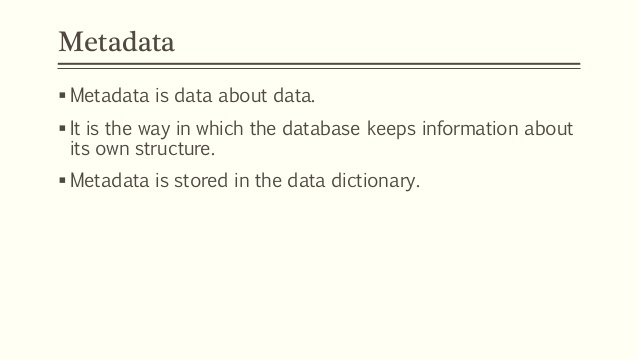 Metadata
▪ Metadata is data about data.
▪ It is the way in which the database keeps information about
its own structure.
▪ Metadata is stored in the data dictionary.